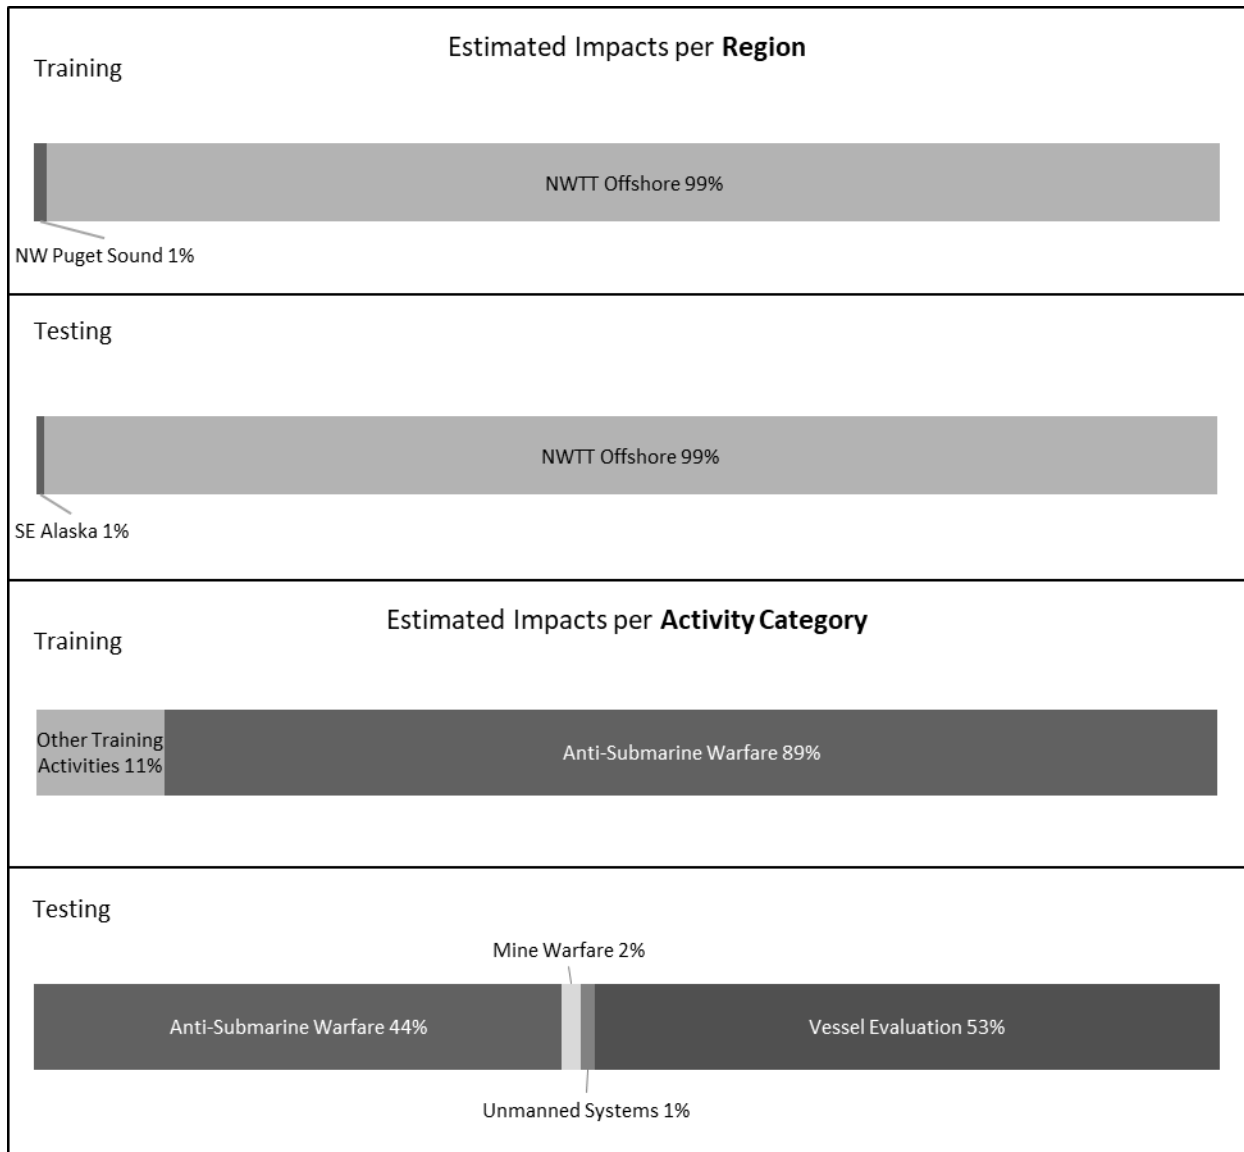 Estimated Impacts per Region
Training
NWTT Offshore 99%
NW Puget Sound 1%
Testing
NWTT Offshore 99%
SE Alaska 1%
Estimated Impacts per Activity Category
Training
Other Training
Activities 11%
Anti-Submarine Warfare 89%
Testing
Mine Warfare 2%
Anti-Submarine Warfare 44%
Vessel Evaluation 53%
Unmanned Systems 1%